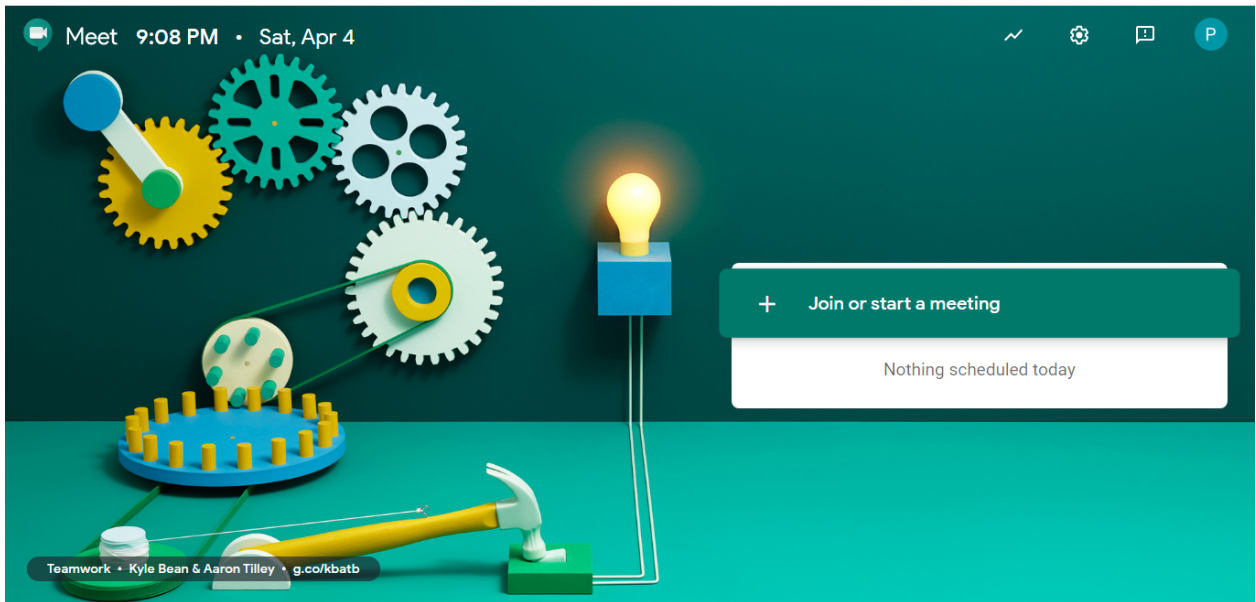 Meet 9:08 PM • Sat, Apr 4
P
Join or start a meeting
Nothing scheduled today
Teamwork • Kyle Bean & Aaron Tilley • g.co/kbatb